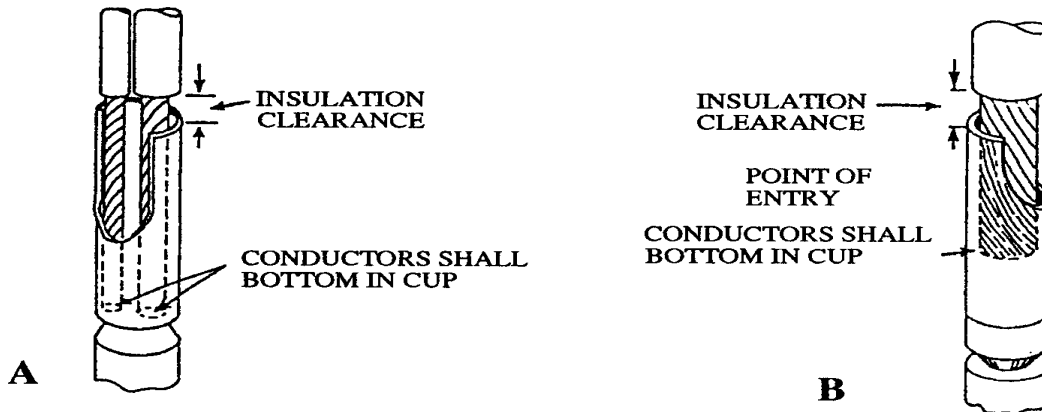 INSULATION
CLEARANCE
CONDUCTORS SHALL
BOTTOM IN CUP
A
INSULATION
CLEARANCE
POINT OF
ENTRY
CONDUCTORS SHALL
BOTTOM IN CUP
B